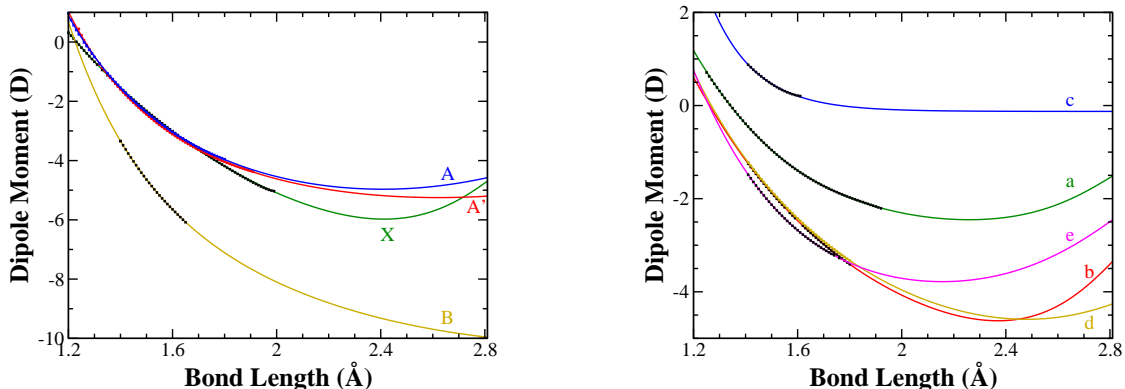 0
-2
-4
-6
-8
-10
1.2
1.6
2
2.4
2.8
Bond Length (Å)
Dipole Moment (D)
A
A'
X
B
2
0
-2
-4
1.2
1.6
2
2.4
2.8
Bond Length (Å)
Dipole Moment (D)
c
a
e
b
d